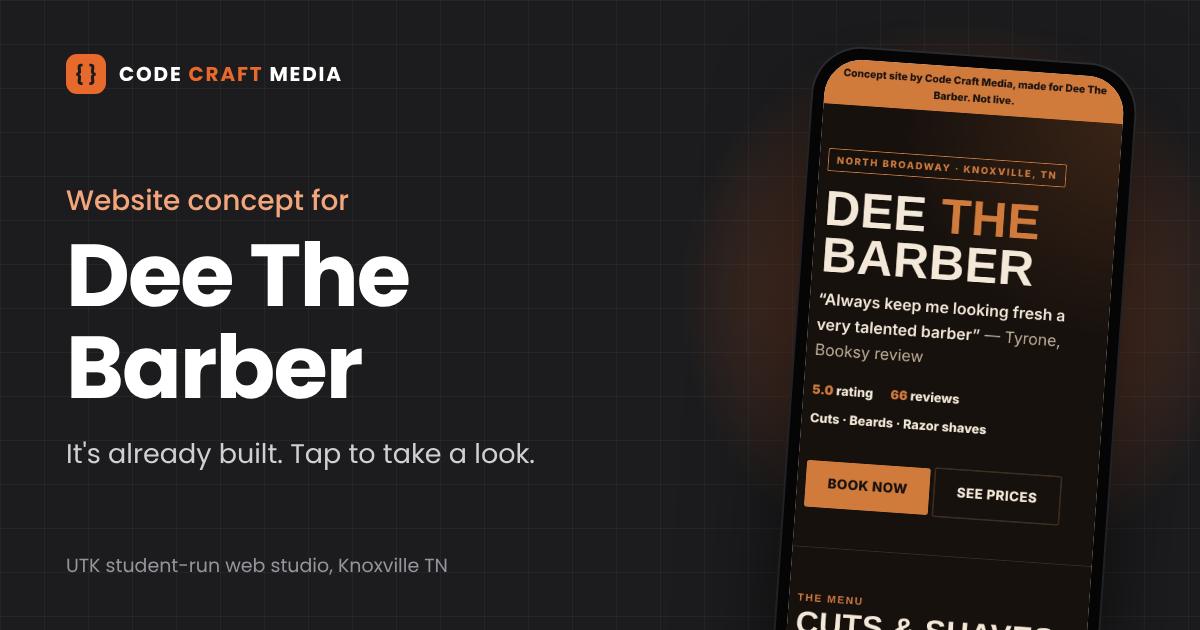 { } CODE CRAFT MEDIA
Website concept for
Dee The
Barber
It's already built. Tap to take a look.
UTK student-run web studio, Knoxville TN
Concept site by Code Craft Media, made for Dee The
Barber. Not live.
NORTH BROADWAY · KNOXVILLE, TN
DEE THE
BARBER
“Always keep me looking fresh a
very talented barber” — Tyrone,
Booksy review
5.0 rating 66 reviews
Cuts · Beards · Razor shaves
BOOK NOW SEE PRICES
THE MENU
CUTS & SHAVES